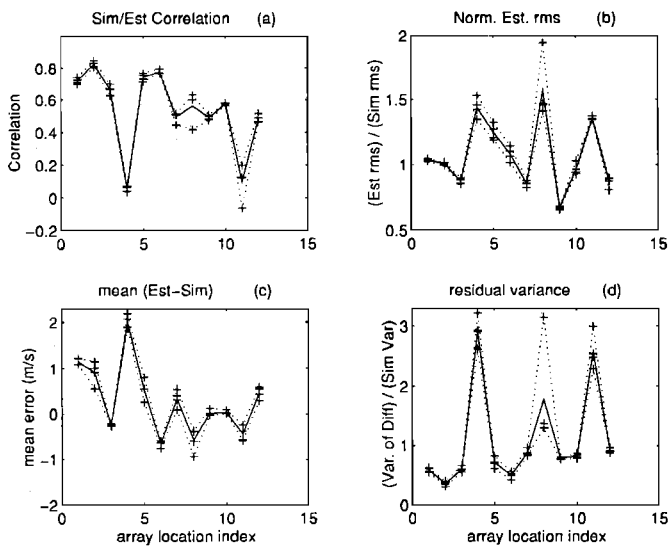 Sim/Est Correlation (a)
Correlation
0.8
0.6
0.4
0.2
0
−0.2
0 5 10 15
Norm. Est. rms (b)
(Est rms) / (Sim rms)
2
1.5
1
0.5
0 5 10 15
mean (Est−Sim) (c)
mean error (m/s)
2
1
0
−1
−2
0 5 10 15
array location index
residual variance (d)
(Var. of Diff) / (Sim Var)
3
2
1
0
0 5 10 15
array location index